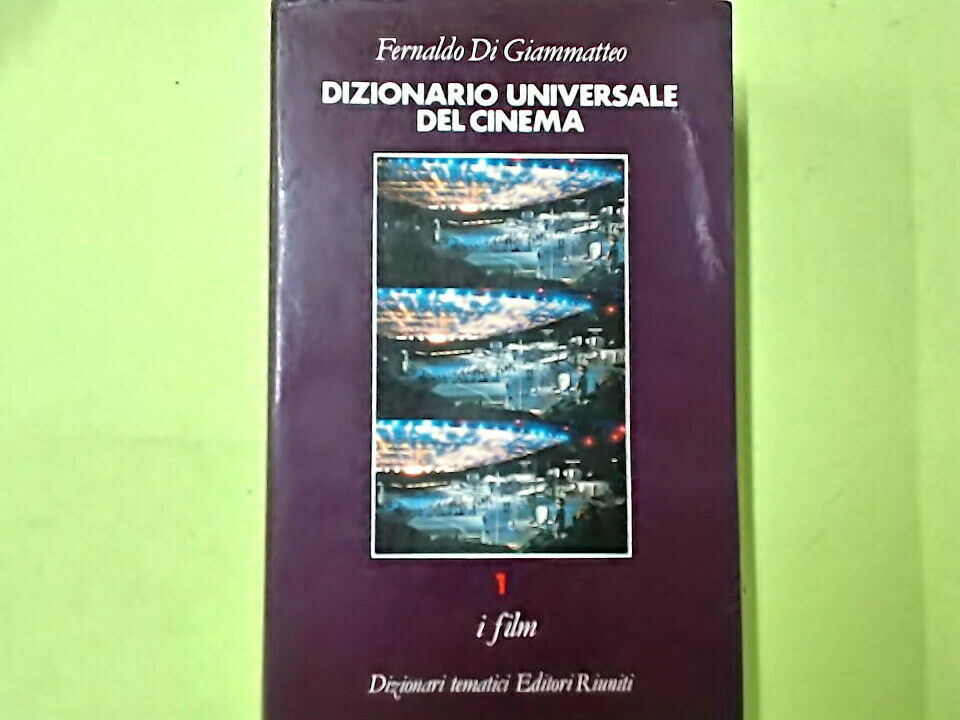 Fernaldo Di Giammatteo
DIZIONARIO UNIVERSALE
DEL CINEMA
1
i film
Dizionari tematici Editori Riuniti